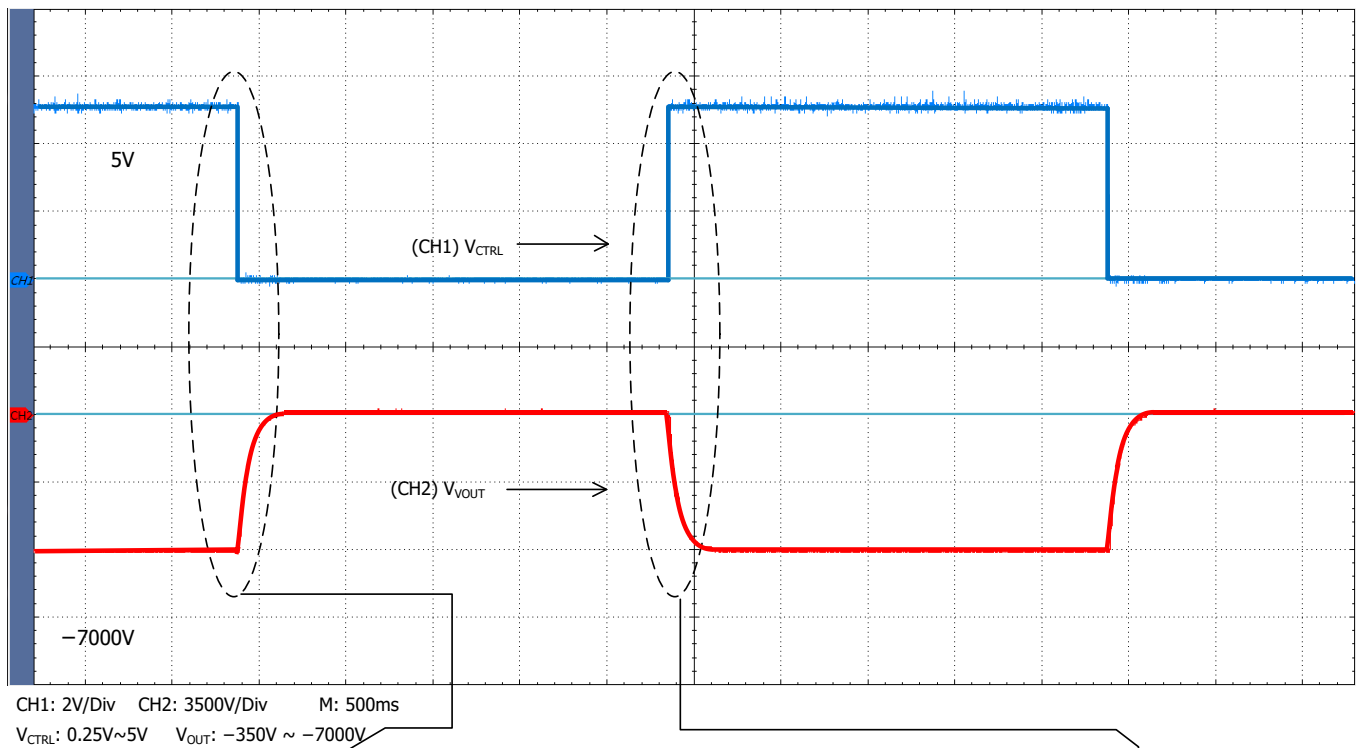 5V
(CH1) VCTRL
CH1
CH2
(CH2) VVOUT
−7000V
CH1: 2V/Div CH2: 3500V/Div M: 500ms
VCTRL: 0.25V~5V VOUT: −350V ~ −7000V